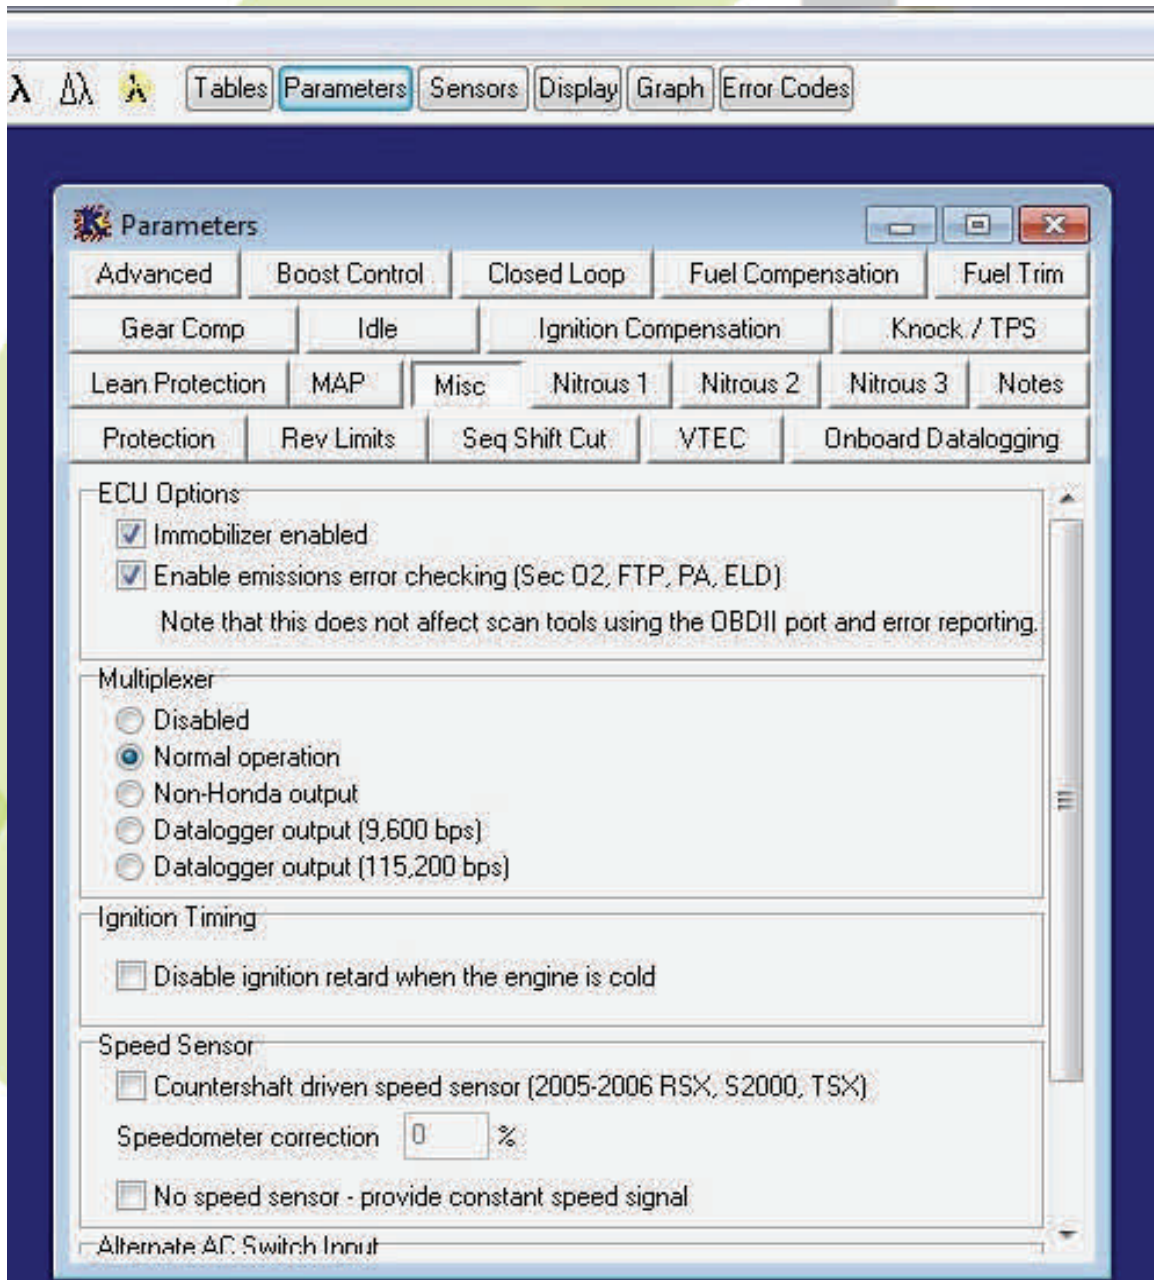 λ Δλ λ Tables Parameters Sensors Display Graph Error Codes
Parameters
Advanced Boost Control Closed Loop Fuel Compensation Fuel Trim
Gear Comp Idle Ignition Compensation Knock / TPS
Lean Protection MAP Misc Nitrous 1 Nitrous 2 Nitrous 3 Notes
Protection Rev Limits Seq Shift Cut VTEC Onboard Datalogging
ECU Options
Immobilizer enabled
Enable emissions error checking (Sec O2, FTP, PA, ELD)
Note that this does not affect scan tools using the OBDII port and error reporting.
Multiplexer
Disabled
Normal operation
Non-Honda output
Datalogger output (9,600 bps)
Datalogger output (115,200 bps)
Ignition Timing
Disable ignition retard when the engine is cold
Speed Sensor
Countershaft driven speed sensor (2005-2006 RSX, S2000, TSX)
Speedometer correction 0 %
No speed sensor - provide constant speed signal
Alternate AC Switch Input